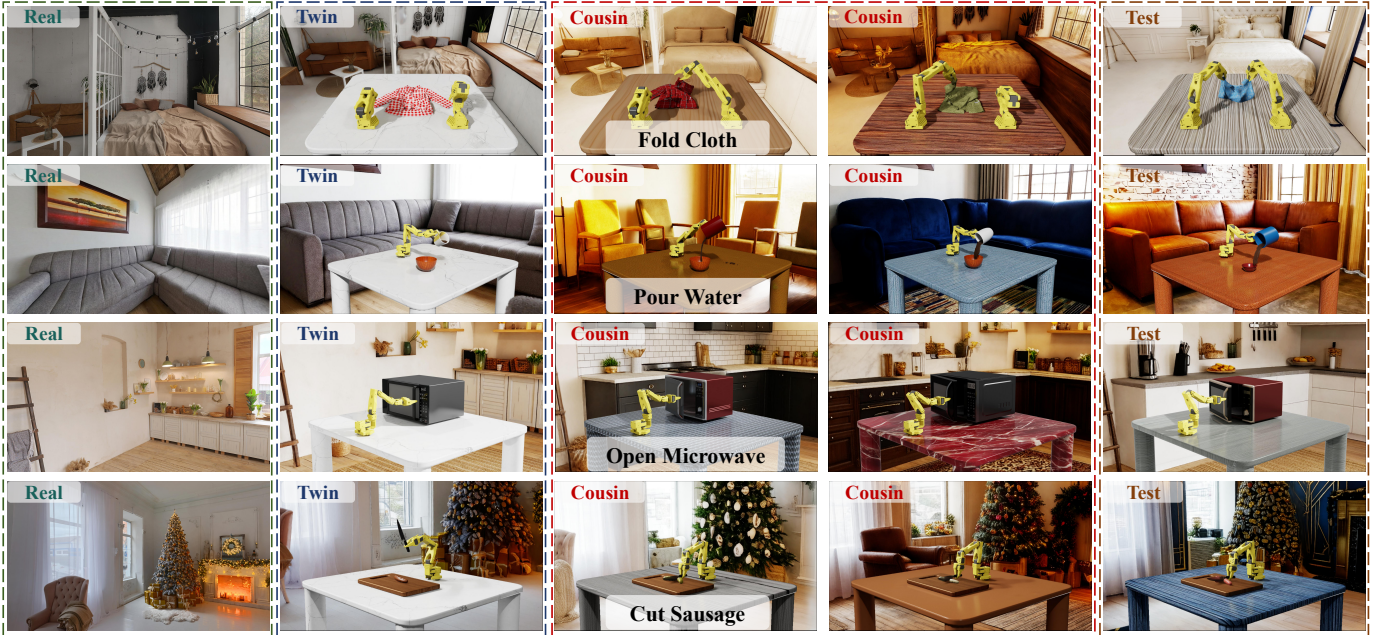 Real
Twin
Cousin
Cousin
Test
Fold Cloth
Real
Twin
Cousin
Cousin
Test
Pour Water
Real
Twin
Cousin
Cousin
Test
Open Microwave
Real
Twin
Cousin
Cousin
Test
Cut Sausage